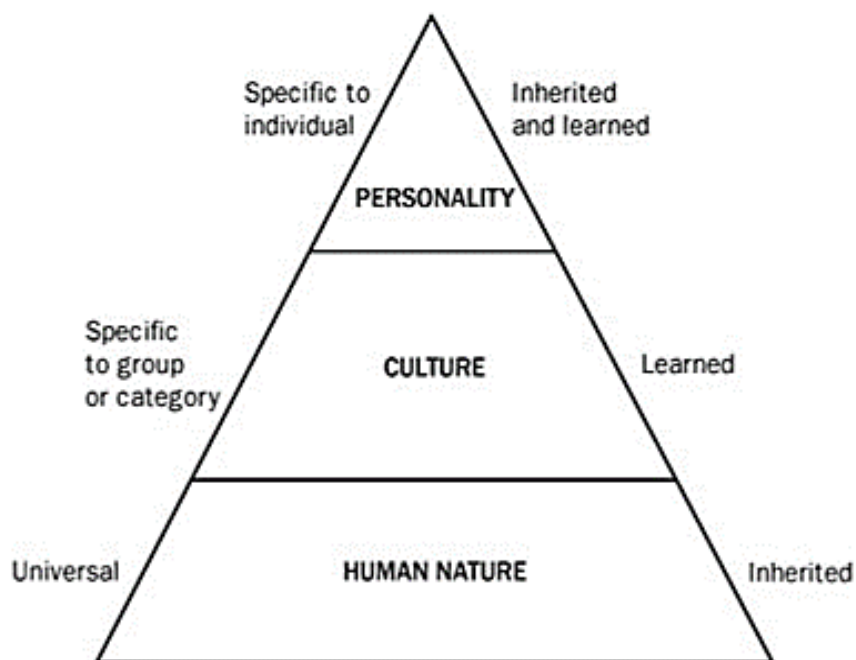 Specific to
individual
Inherited
and learned
PERSONALITY
Specific
to group
or category
CULTURE
Learned
Universal
HUMAN NATURE
Inherited